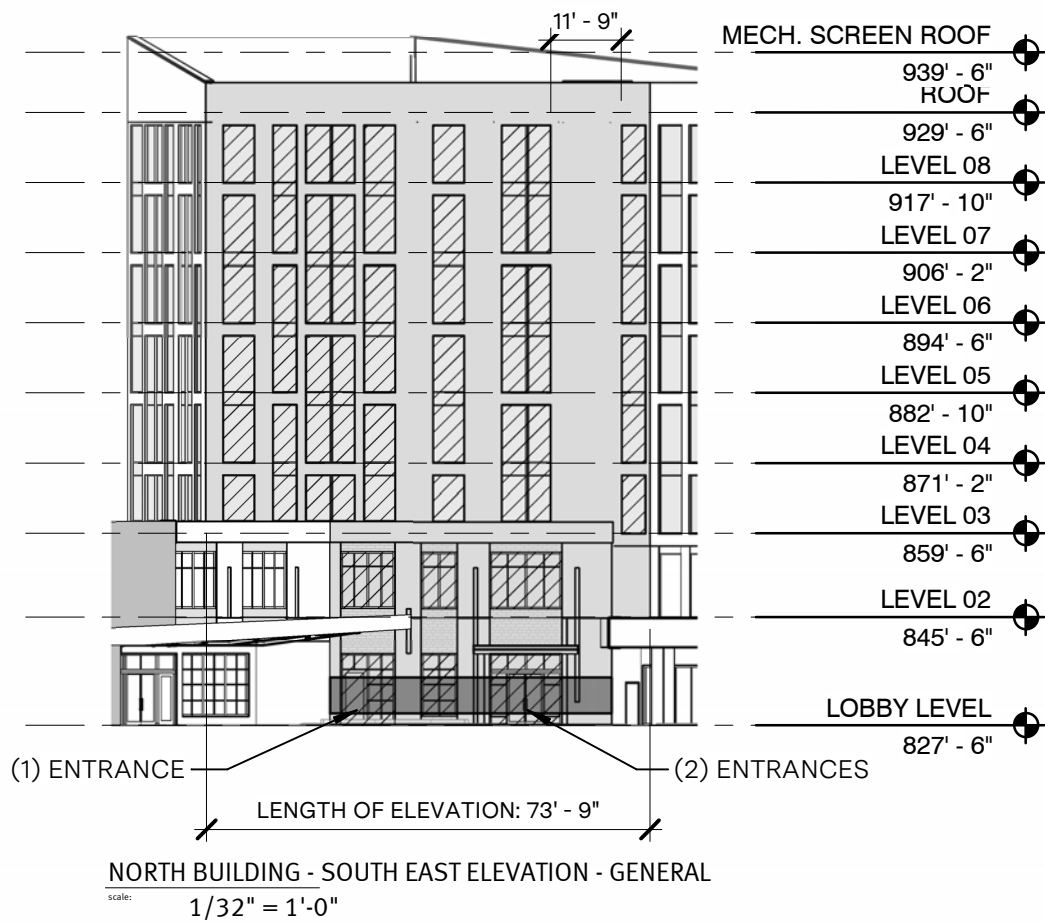 11' - 9"
MECH. SCREEN ROOF
939' - 6"
ROOF
929' - 6"
LEVEL 08
917' - 10"
LEVEL 07
906' - 2"
LEVEL 06
894' - 6"
LEVEL 05
882' - 10"
LEVEL 04
871' - 2"
LEVEL 03
859' - 6"
LEVEL 02
845' - 6"
LOBBY LEVEL
827' - 6"
(1) ENTRANCE
(2) ENTRANCES
LENGTH OF ELEVATION: 73' - 9"
NORTH BUILDING - SOUTH EAST ELEVATION - GENERAL
scale: 1/32" = 1'-0"